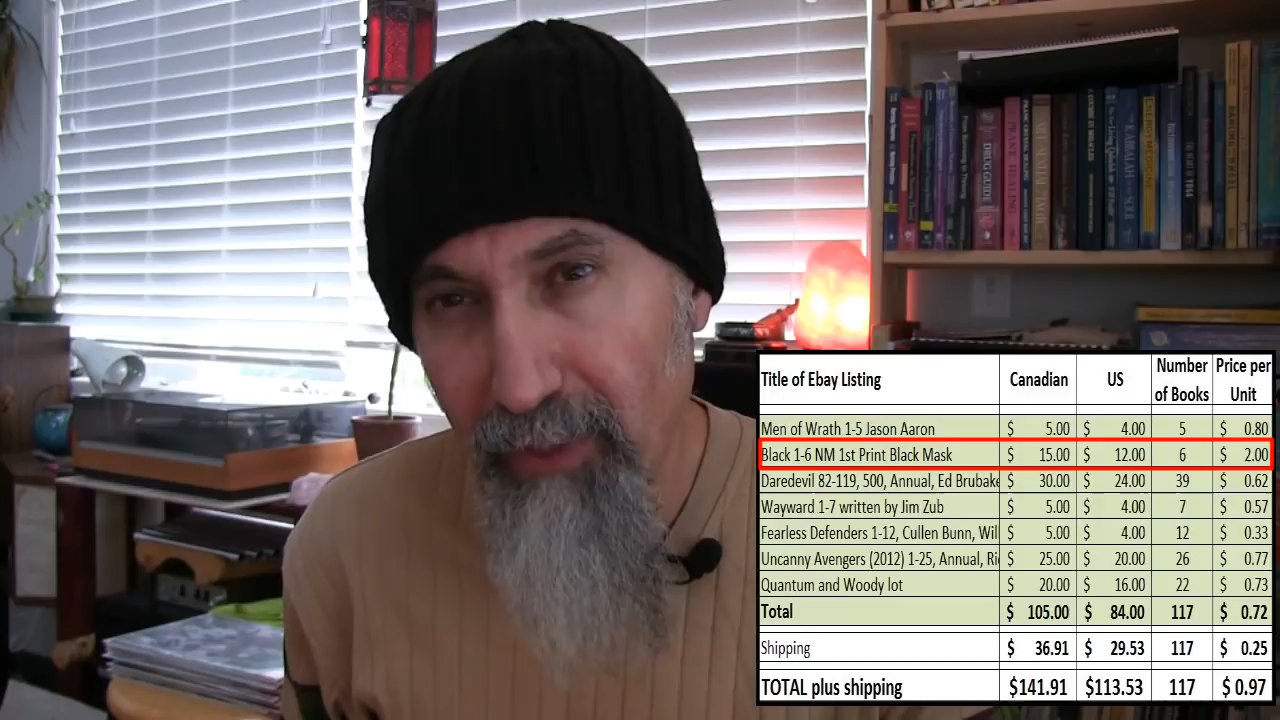 DRUG GUIDE
PRANIC HEALING
Title of Ebay Listing Canadian US Number of Books Price per Unit
Men of Wrath 1-5 Jason Aaron $ 5.00 $ 4.00 5 $ 0.80
Black 1-6 NM 1st Print Black Mask $ 15.00 $ 12.00 6 $ 2.00
Daredevil 82-119, 500, Annual, Ed Brubake $ 30.00 $ 24.00 39 $ 0.62
Wayward 1-7 written by Jim Zub $ 5.00 $ 4.00 7 $ 0.57
Fearless Defenders 1-12, Cullen Bunn, Wil $ 5.00 $ 4.00 12 $ 0.33
Uncanny Avengers (2012) 1-25, Annual, Ri $ 25.00 $ 20.00 26 $ 0.77
Quantum and Woody lot $ 20.00 $ 16.00 22 $ 0.73
Total $ 105.00 $ 84.00 117 $ 0.72
Shipping $ 36.91 $ 29.53 117 $ 0.25
TOTAL plus shipping $141.91 $113.53 117 $ 0.97